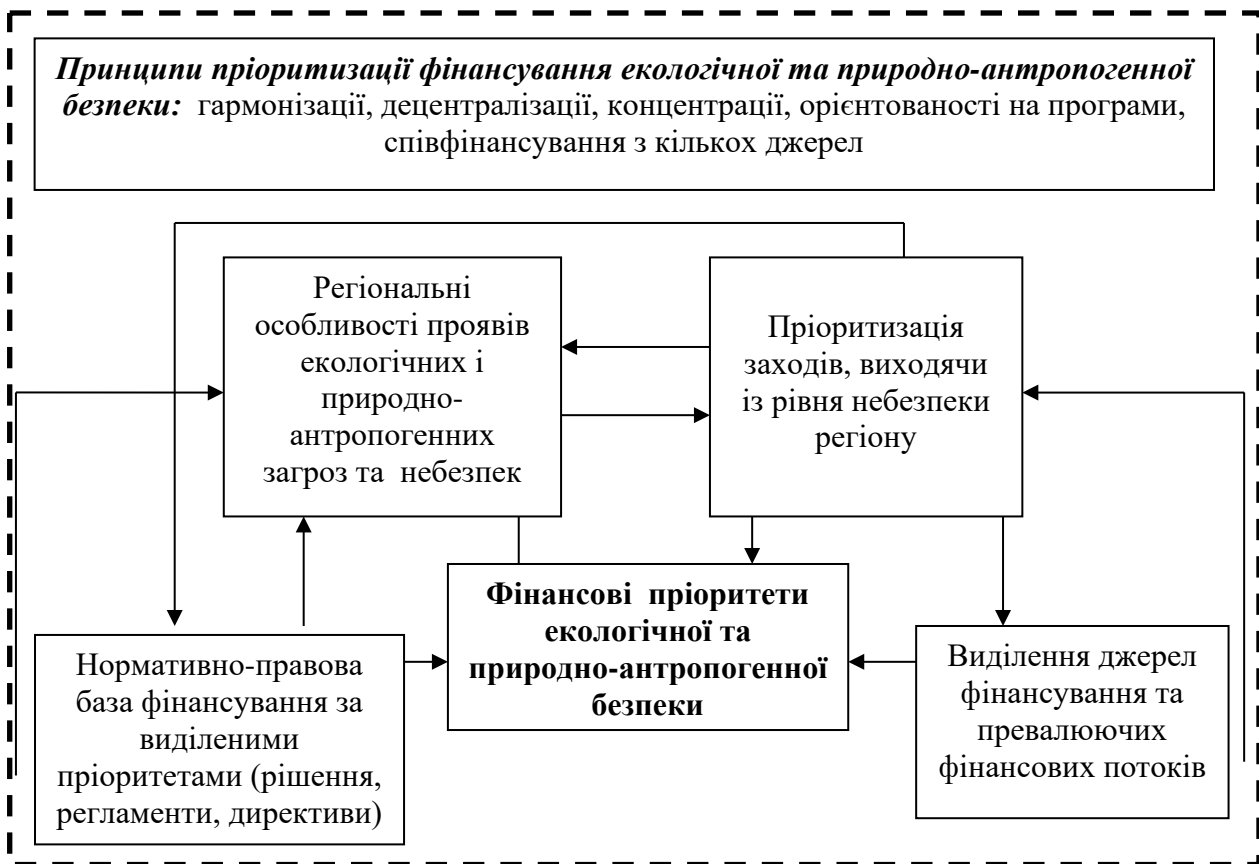 Принципи пріоритизації фінансування екологічної та природно-антропогенної
безпеки: гармонізації, децентралізації, концентрації, орієнтованості на програми,
співфінансування з кількох джерел
Регіональні
особливості проявів
екологічних і
природно-
антропогенних
загроз та небезпек
Пріоритизація
заходів, виходячи
із рівня небезпеки
регіону
Фінансові пріоритети
екологічної та
природно-антропогенної
безпеки
Нормативно-правова
база фінансування за
виділеними
пріоритетами (рішення,
регламенти, директиви)
Виділення джерел
фінансування та
превалюючих
фінансових потоків